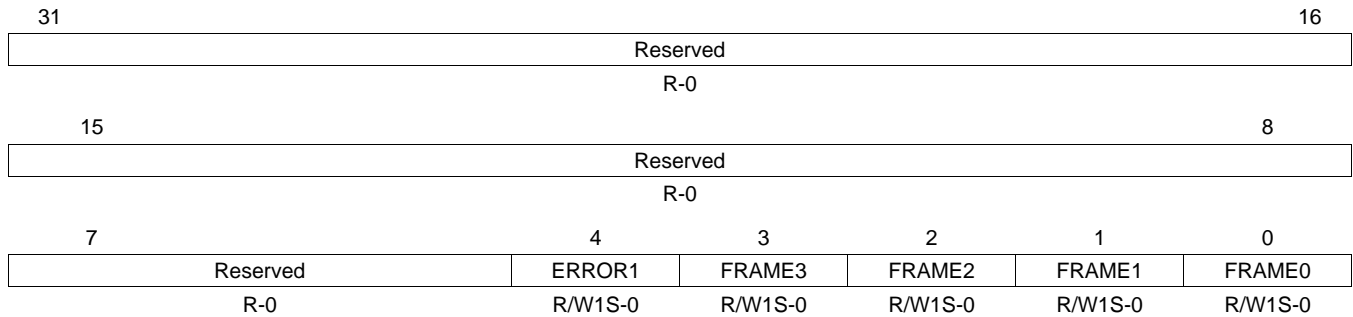 31 16
Reserved
R-0
15 8
Reserved
R-0
7 4 3 2 1 0
Reserved ERROR1 FRAME3 FRAME2 FRAME1 FRAME0
R-0 R/W1S-0 R/W1S-0 R/W1S-0 R/W1S-0 R/W1S-0